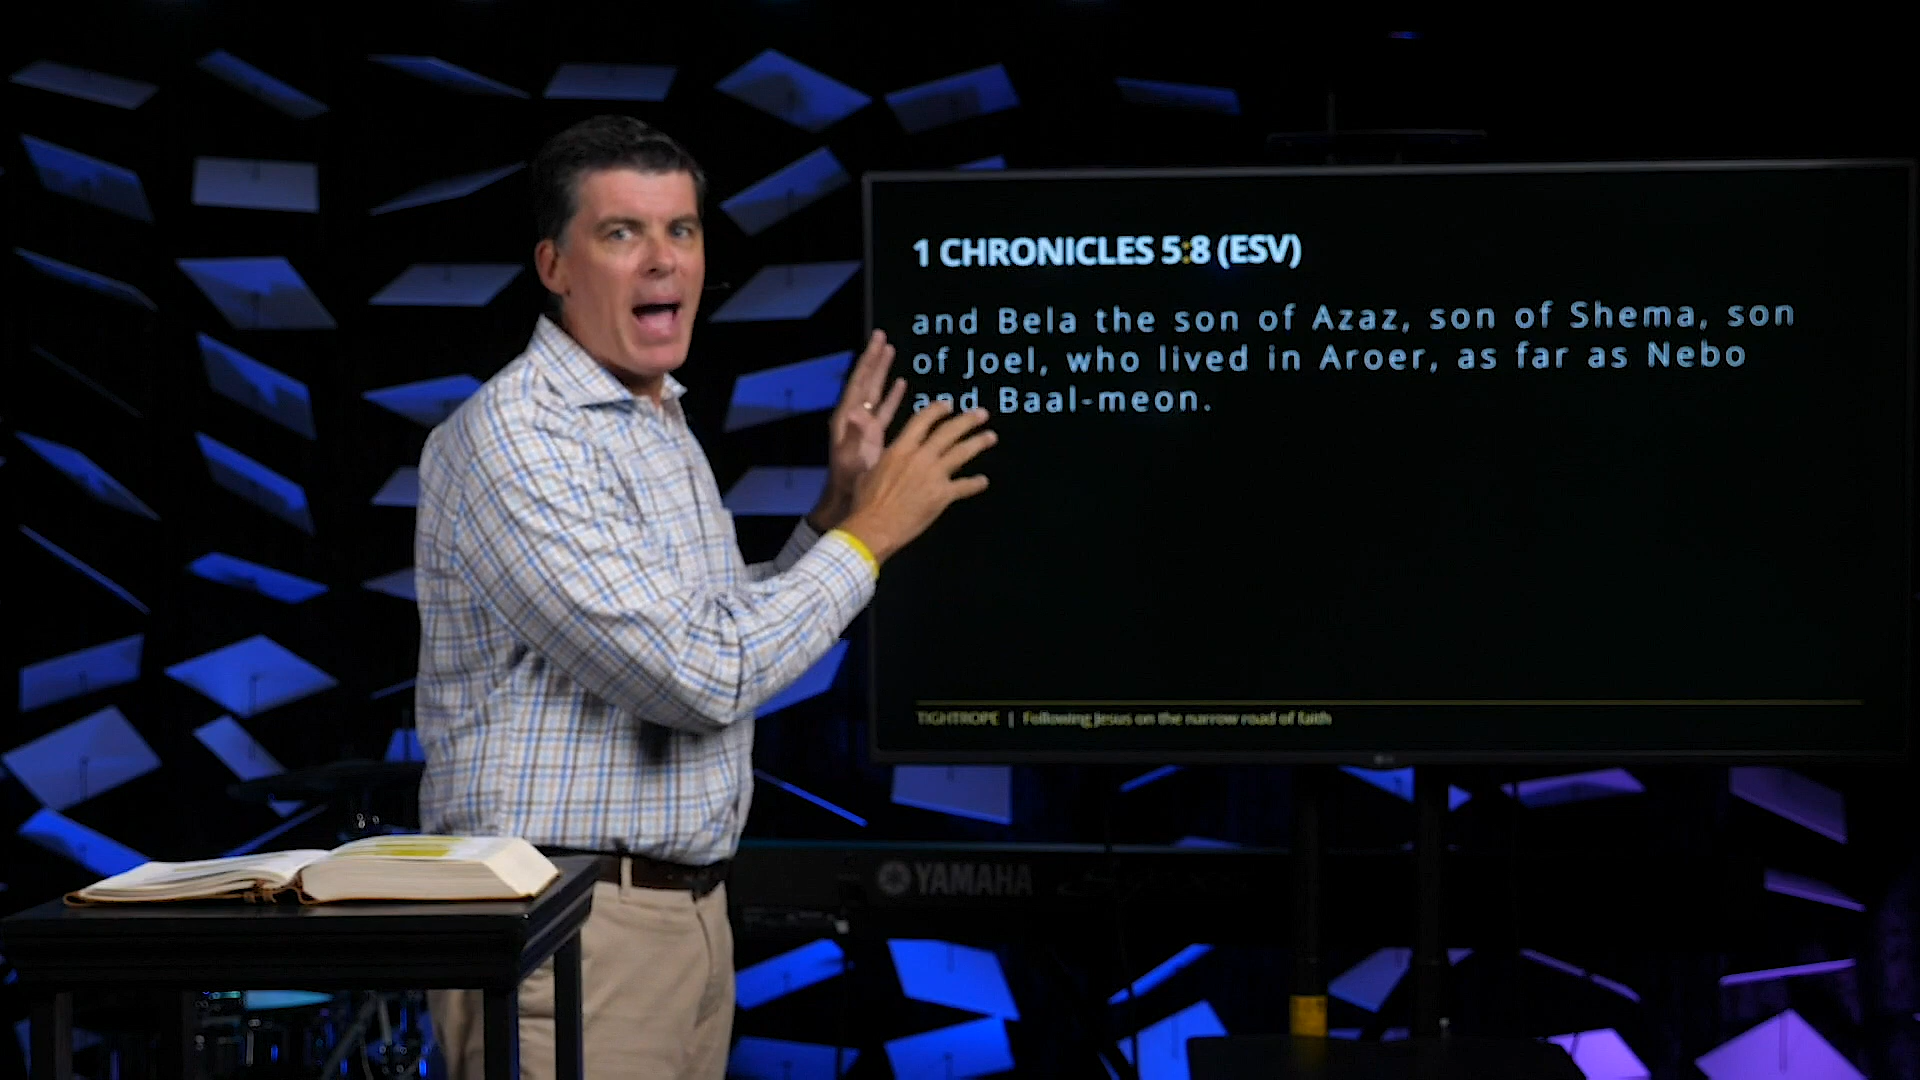 1 CHRONICLES 5:8 (ESV)
and Bela the son of Azaz, son of Shema, son
of Joel, who lived in Aroer, as far as Nebo
and Baal-meon.
TIGHTROPE | Following Jesus on the narrow road of faith
LG
YAMAHA